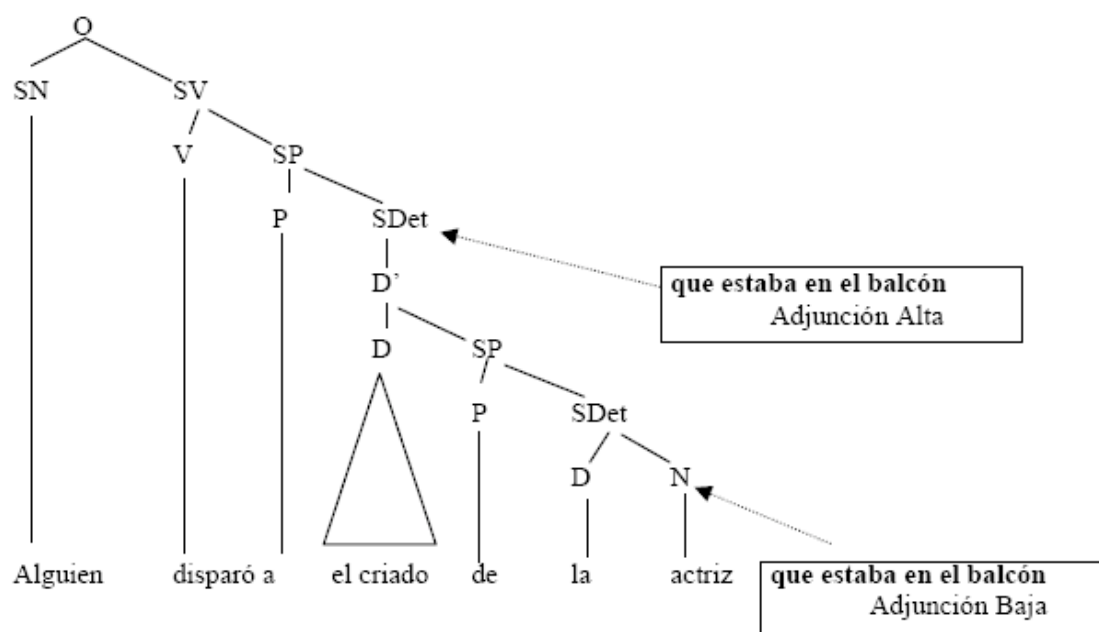 O
SN SV
V SP
P SDet
que estaba en el balcón
D’
Adjunción Alta
D SP
P SDet
D N
Alguien disparó a el criado de la actriz
que estaba en el balcón
Adjunción Baja